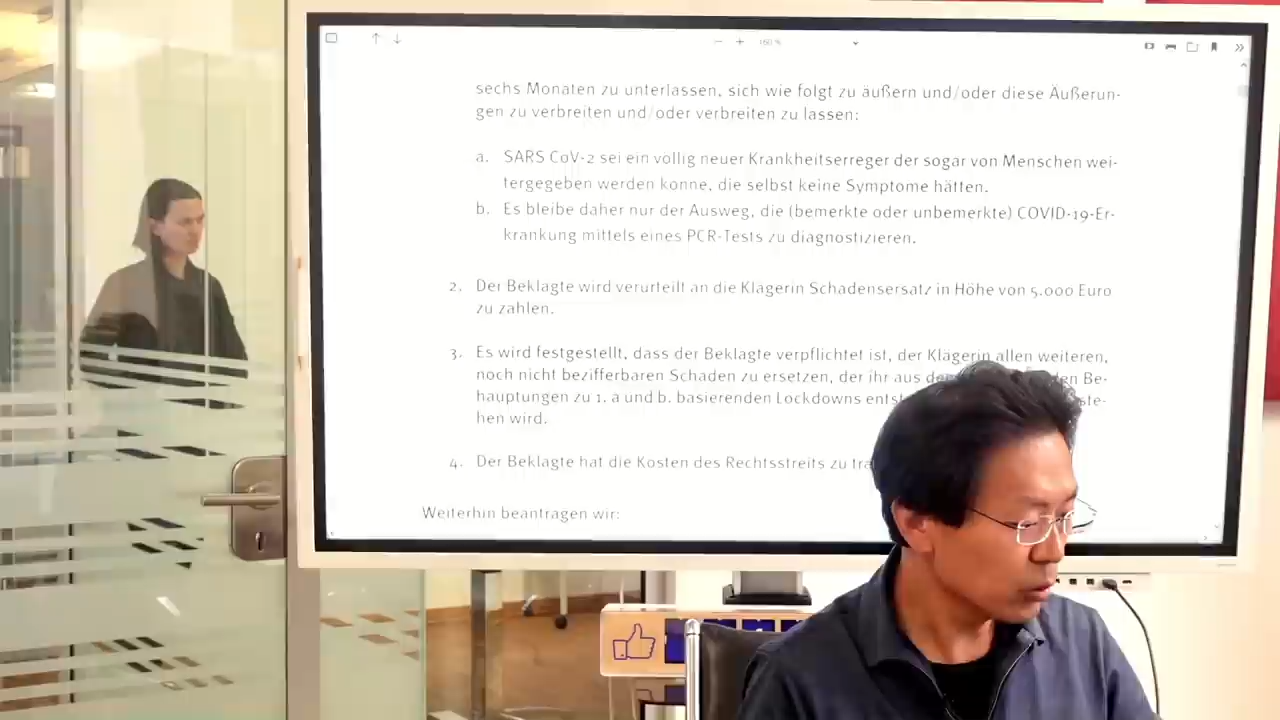 160 %
sechs Monaten zu unterlassen, sich wie folgt zu äußern und/oder diese Äußerun-
gen zu verbreiten und/oder verbreiten zu lassen:
a. SARS CoV-2 sei ein vollig neuer Krankheitserreger der sogar von Menschen wei-
tergegeben werden konne, die selbst keine Symptome hätten.
b. Es bleibe daher nur der Ausweg, die (bemerkte oder unbemerkte) COVID-19-Er-
krankung mittels eines PCR-Tests zu diagnostizieren.
2. Der Beklagte wird verurteilt an die Klagerin Schadensersatz in Höhe von 5.000 Euro
zu zahlen.
3. Es wird festgestellt, dass der Beklagte verpflichtet ist, der Klägerin allen weiteren,
noch nicht bezifferbaren Schaden zu ersetzen, der ihr aus den Be-
hauptungen zu 1. a und b. basierenden Lockdowns ste-
hen wird.
4. Der Beklagte hat die Kosten des Rechtsstreits zu
Weiterhin beantragen wir: